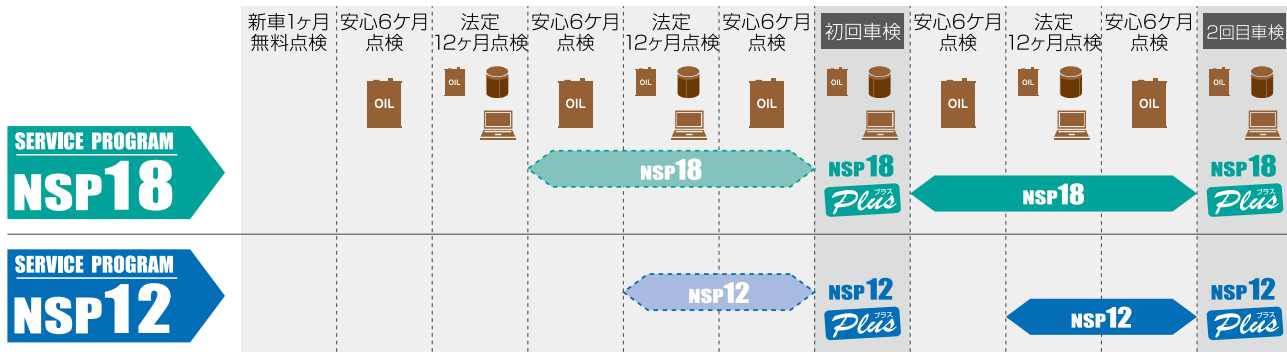 新車1ヶ月
無料点検
安心6ケ月
点検
法定
12ヶ月点検
安心6ケ月
点検
法定
12ヶ月点検
安心6ケ月
点検
初回車検
安心6ケ月
点検
法定
12ヶ月点検
安心6ケ月
点検
2回目車検
OIL
OIL
OIL
OIL
OIL
OIL
OIL
OIL
OIL
OIL
SERVICE PROGRAM
NSP18
NSP18
NSP18
プラス
Plus
NSP18
NSP18
プラス
Plus
SERVICE PROGRAM
NSP12
NSP12
NSP12
プラス
Plus
NSP12
NSP12
プラス
Plus